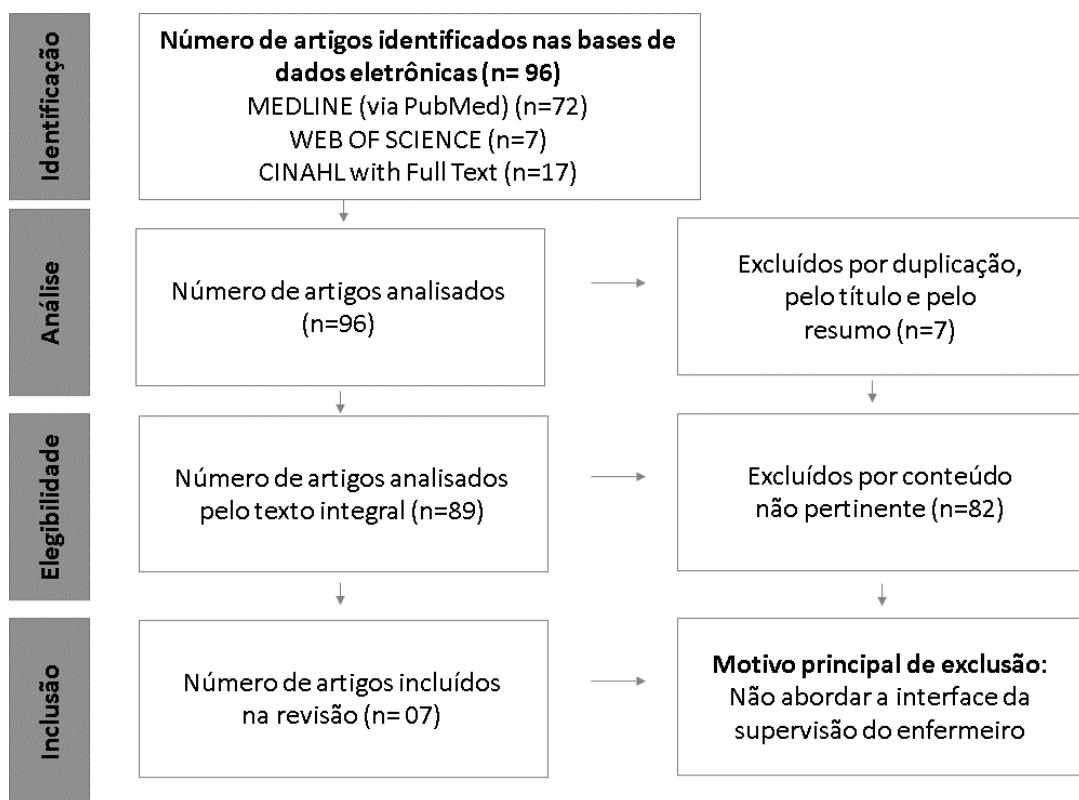 Identificação
Número de artigos identificados nas bases de
dados eletrônicas (n= 96)
MEDLINE (via PubMed) (n=72)
WEB OF SCIENCE (n=7)
CINAHL with Full Text (n=17)
Análise
Número de artigos analisados
(n=96)
Excluídos por duplicação,
pelo título e pelo
resumo (n=7)
Elegibilidade
Número de artigos analisados
pelo texto integral (n=89)
Excluídos por conteúdo
não pertinente (n=82)
Inclusão
Número de artigos incluídos
na revisão (n= 07)
Motivo principal de exclusão:
Não abordar a interface da
supervisão do enfermeiro